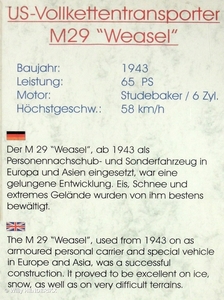 US-Vollkettentransporter
M29 "Weasel"
Baujahr: 1943
Leistung: 65 PS
Motor: Studebaker / 6 Zyl.
Höchstgeschw.: 58 km/h
Der M 29 "Weasel", ab 1943 als
Personennachschub- und Sonderfahrzeug in
Europa und Asien eingesetzt, war eine
gelungene Entwicklung. Eis, Schnee und
extremes Gelände wurden von ihm bestens
bewältigt.
The M 29 "Weasel", used from 1943 on as
armoured personal carrier and special vehicle
in Europe and Asia, was a successful
construction. It proved to be excellent on ice,
snow, as well as on very difficult terrains.